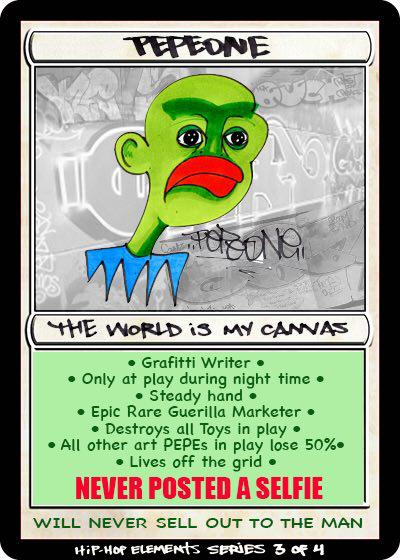 PEPEONE
PEPEONE
THE WORLD iS MY CANVAS
• Grafitti Writer •
• Only at play during night time •
• Steady hand •
• Epic Rare Guerilla Marketer •
• Destroys all Toys in play •
• All other art PEPEs in play lose 50%•
• Lives off the grid •
NEVER POSTED A SELFIE
WILL NEVER SELL OUT TO THE MAN
HiP-HOP ELEMENTS SERIES 3 OF 4